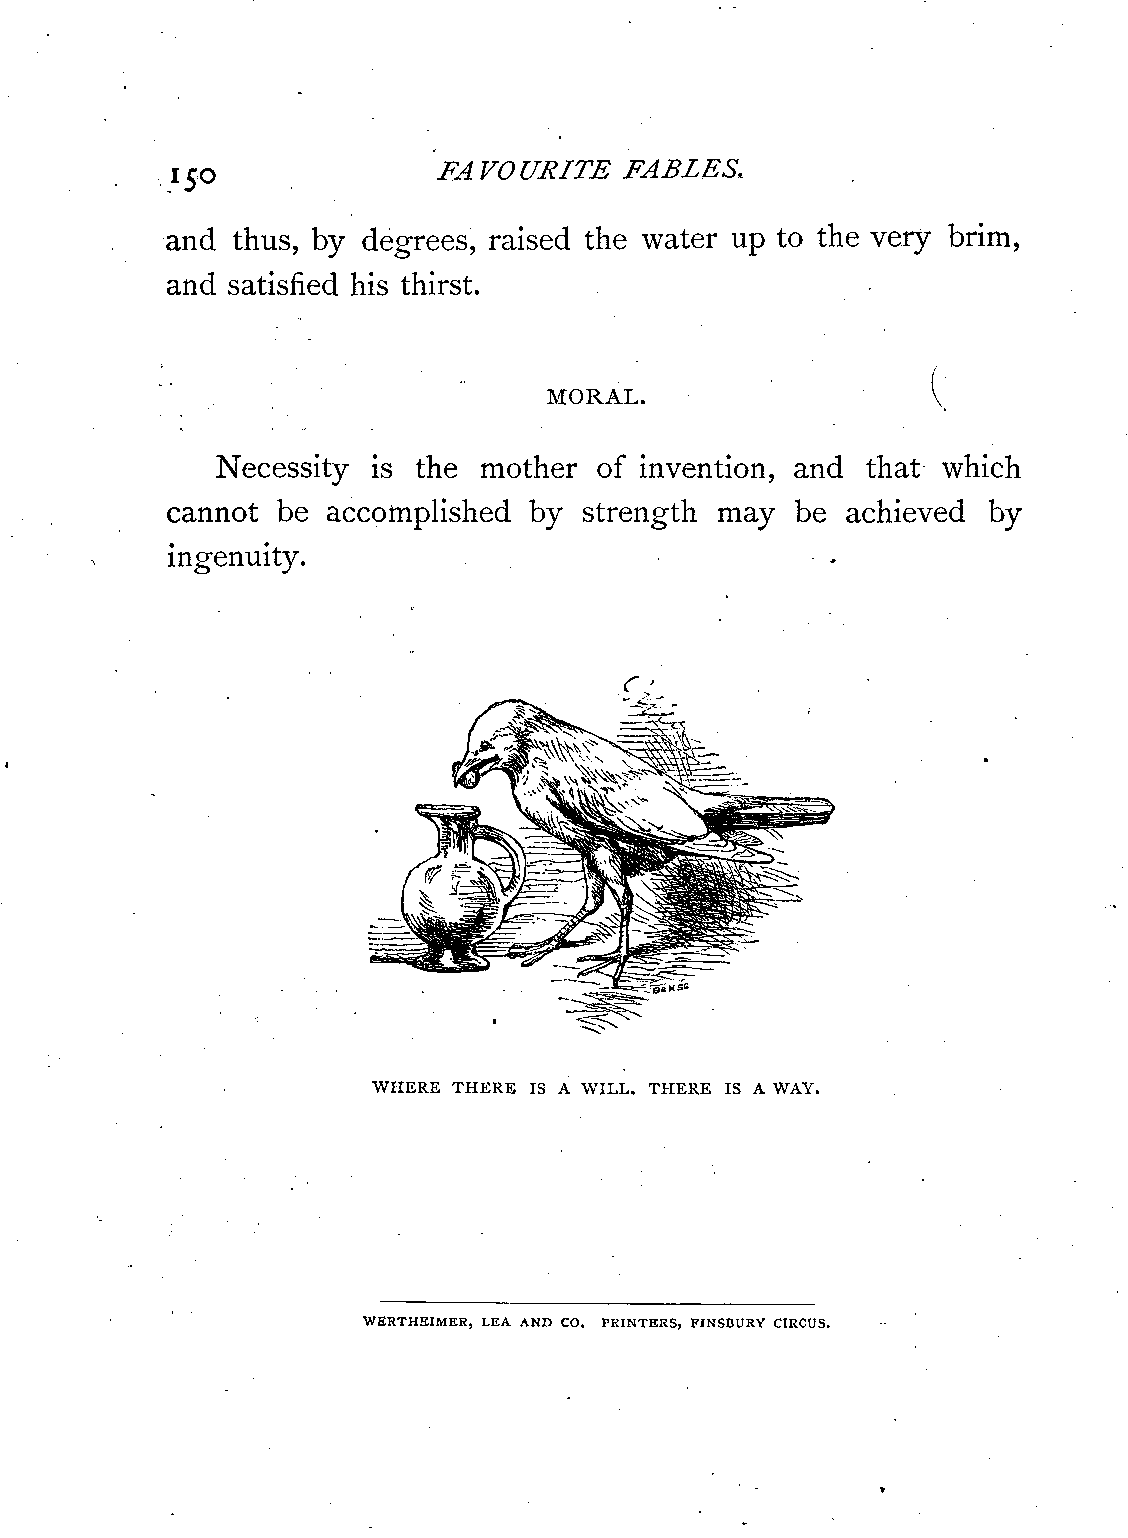 150 FAVOURITE FABLES.
and thus, by degrees, raised the water up to the very brim,
and satisfied his thirst.
MORAL.
Necessity is the mother of invention, and that which
cannot be accomplished by strength may be achieved by
ingenuity.
WHERE THERE IS A WILL. THERE IS A WAY.
WERTHEIMER, LEA AND CO. PRINTERS, FINSBURY CIRCUS.